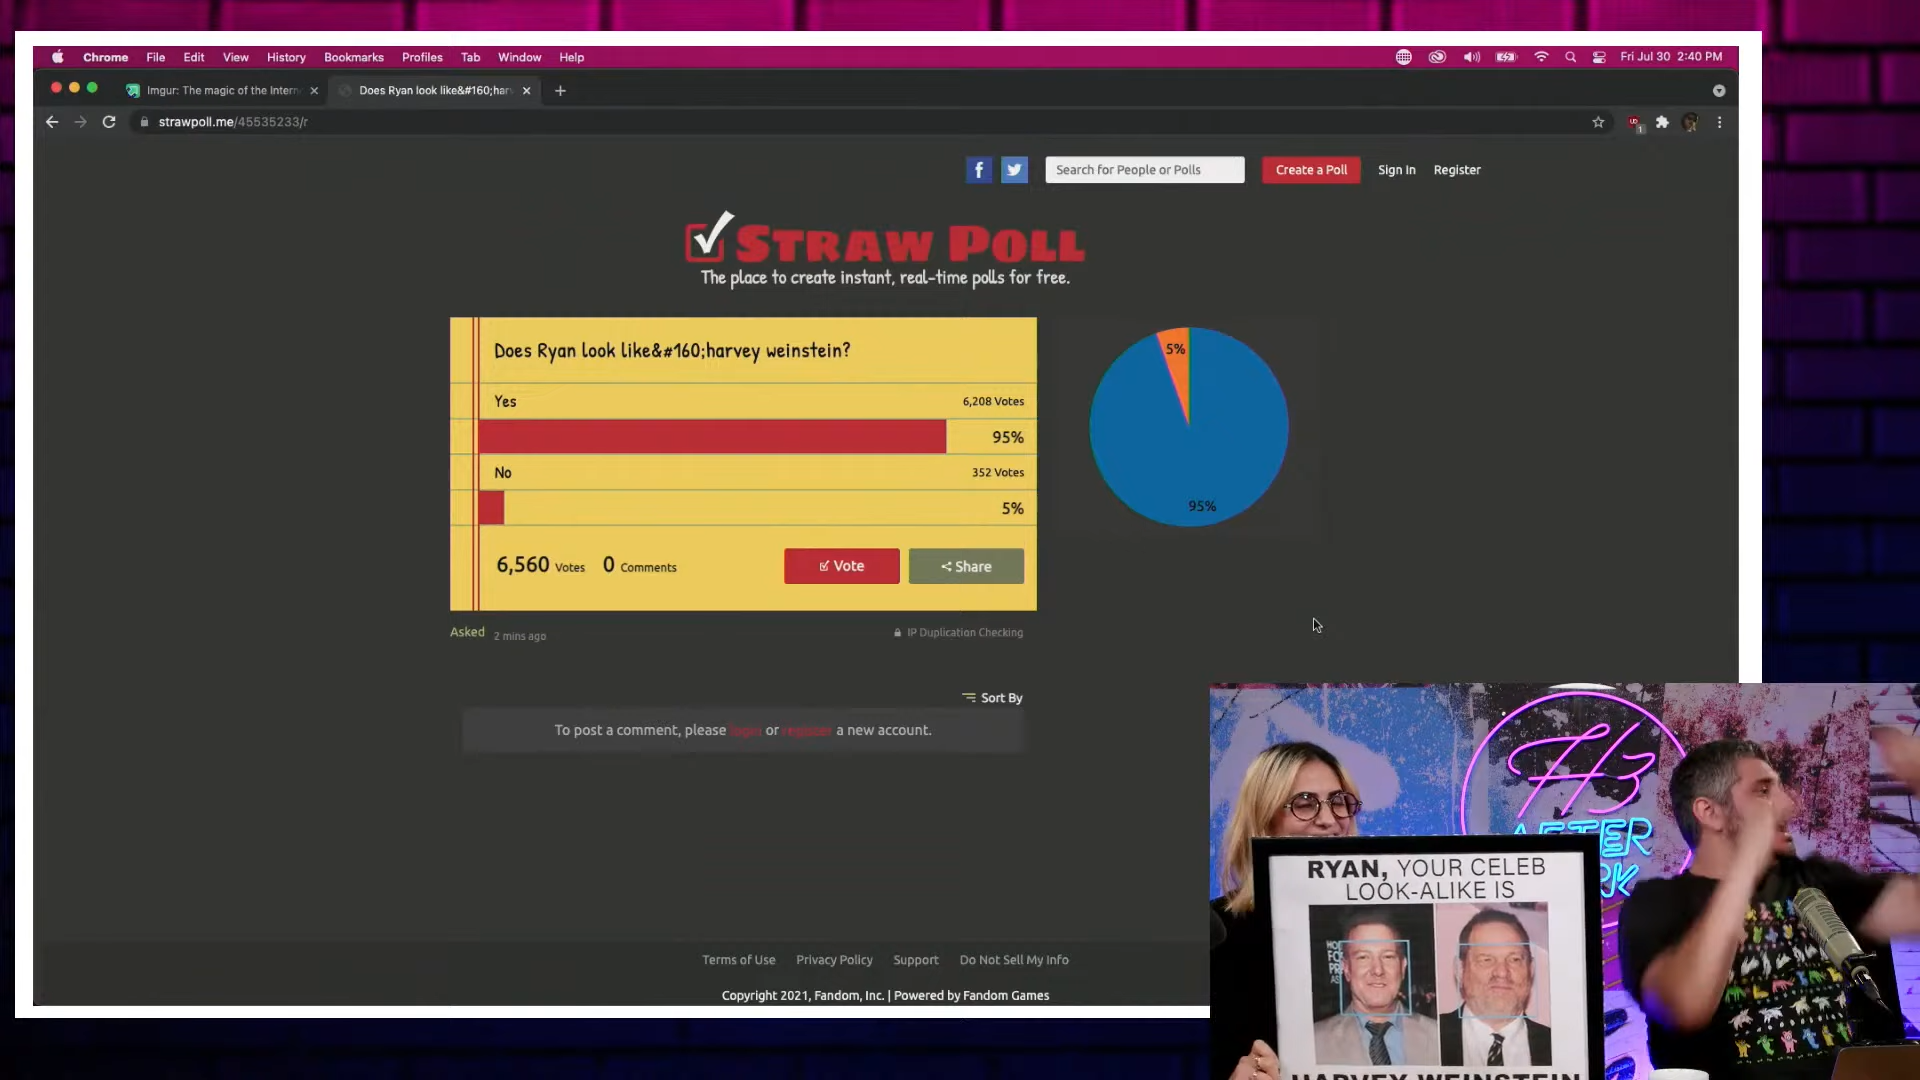 Chrome File Edit View History Bookmarks Profiles Tab Window Help Fri Jul 30 2:40 PM
Imgur: The magic of the Intern
Does Ryan look like&#160;har
strawpoll.me/45535233/r
f
Search for People or Polls
Create a Poll
Sign In
Register
STRAW POLL
The place to create instant, real-time polls for free.
Does Ryan look like&#160;harvey weinstein?
Yes 6,208 Votes
95%
No 352 Votes
5%
6,560 Votes 0 Comments
Vote
Share
5%
95%
Asked 2 mins ago
IP Duplication Checking
Sort By
To post a comment, please login or register a new account.
Terms of Use Privacy Policy Support Do Not Sell My Info
Copyright 2021, Fandom, Inc. | Powered by Fandom Games
H3
AFTER
RYAN, YOUR CELEB
LOOK-ALIKE IS
HARVEY WEINSTEIN